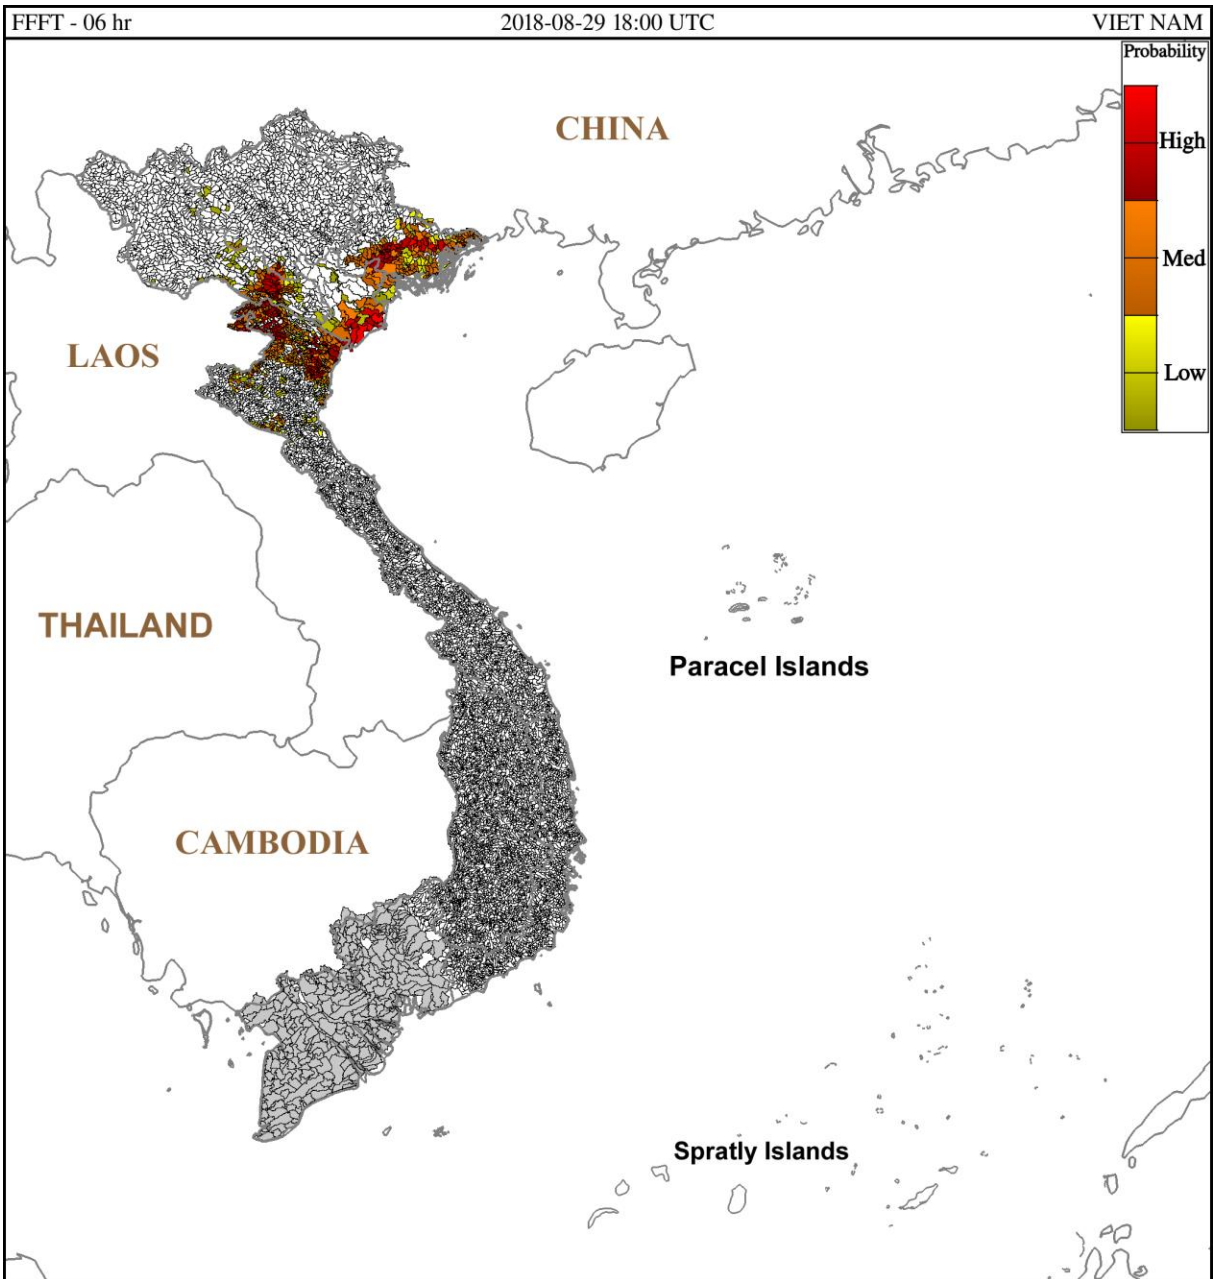 FFFT - 06 hr
2018-08-29 18:00 UTC
VIET NAM
Probability
High
Med
Low
CHINA
LAOS
THAILAND
Paracel Islands
CAMBODIA
Spratly Islands